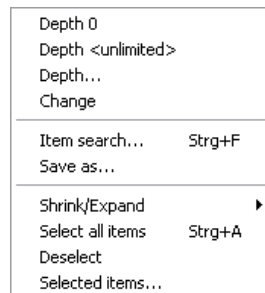 Depth 0
Depth <unlimited>
Depth...
Change
Item search... Strg+F
Save as...
Shrink/Expand
Select all items Strg+A
Deselect
Selected items...